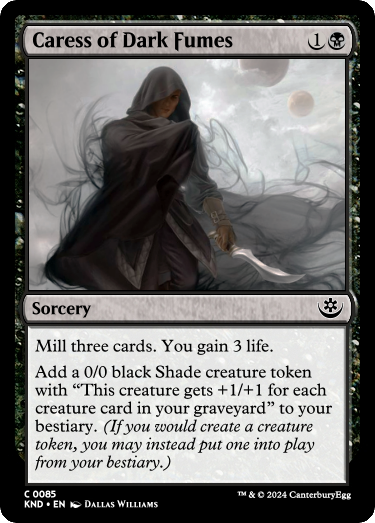 Caress of Dark Fumes 1
Sorcery
Mill three cards. You gain 3 life.
Add a 0/0 black Shade creature token
with “This creature gets +1/+1 for each
creature card in your graveyard” to your
bestiary. (If you would create a creature
token, you may instead put one into play
from your bestiary.)
C 0085
KND • EN Dallas Williams
™ & © 2024 CanterburyEgg